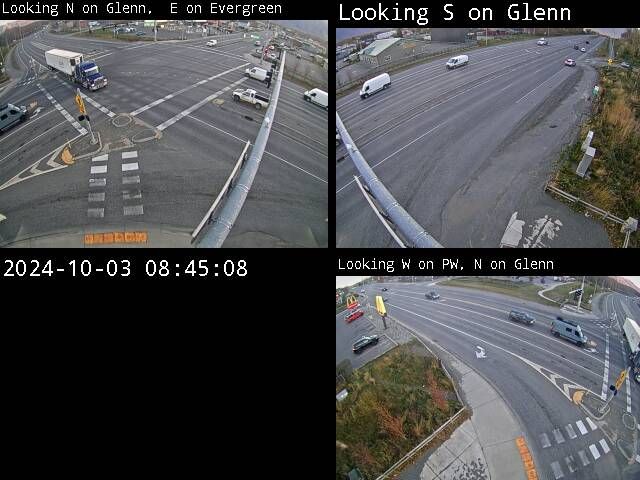 Looking N on Glenn,  E on Evergreen
Looking S on Glenn
2024-10-03 08:45:08
Looking W on PW, N on Glenn